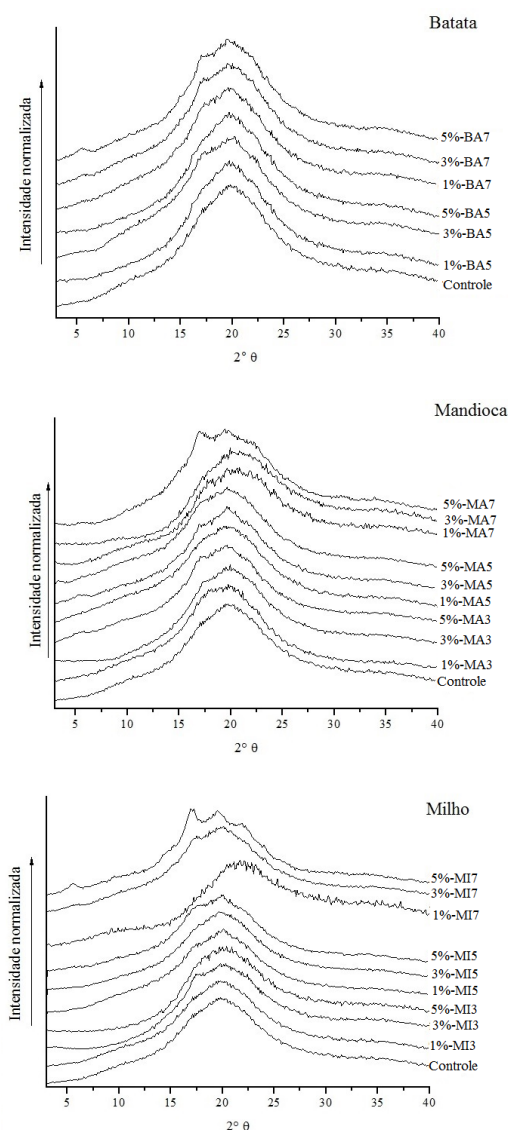 Batata
Intensidade normalizada
5%-BA7
3%-BA7
1%-BA7
5%-BA5
3%-BA5
1%-BA5
Controle
5 10 15 20 25 30 35 40
2° θ
Mandioca
Intensidade normalizada
5%-MA7
3%-MA7
1%-MA7
5%-MA5
3%-MA5
1%-MA5
5%-MA3
3%-MA3
1%-MA3
Controle
5 10 15 20 25 30 35 40
2° θ
Milho
Intensidade normalizada
5%-MI7
3%-MI7
1%-MI7
5%-MI5
3%-MI5
1%-MI5
5%-MI3
3%-MI3
1%-MI3
Controle
5 10 15 20 25 30 35 40
2° θ